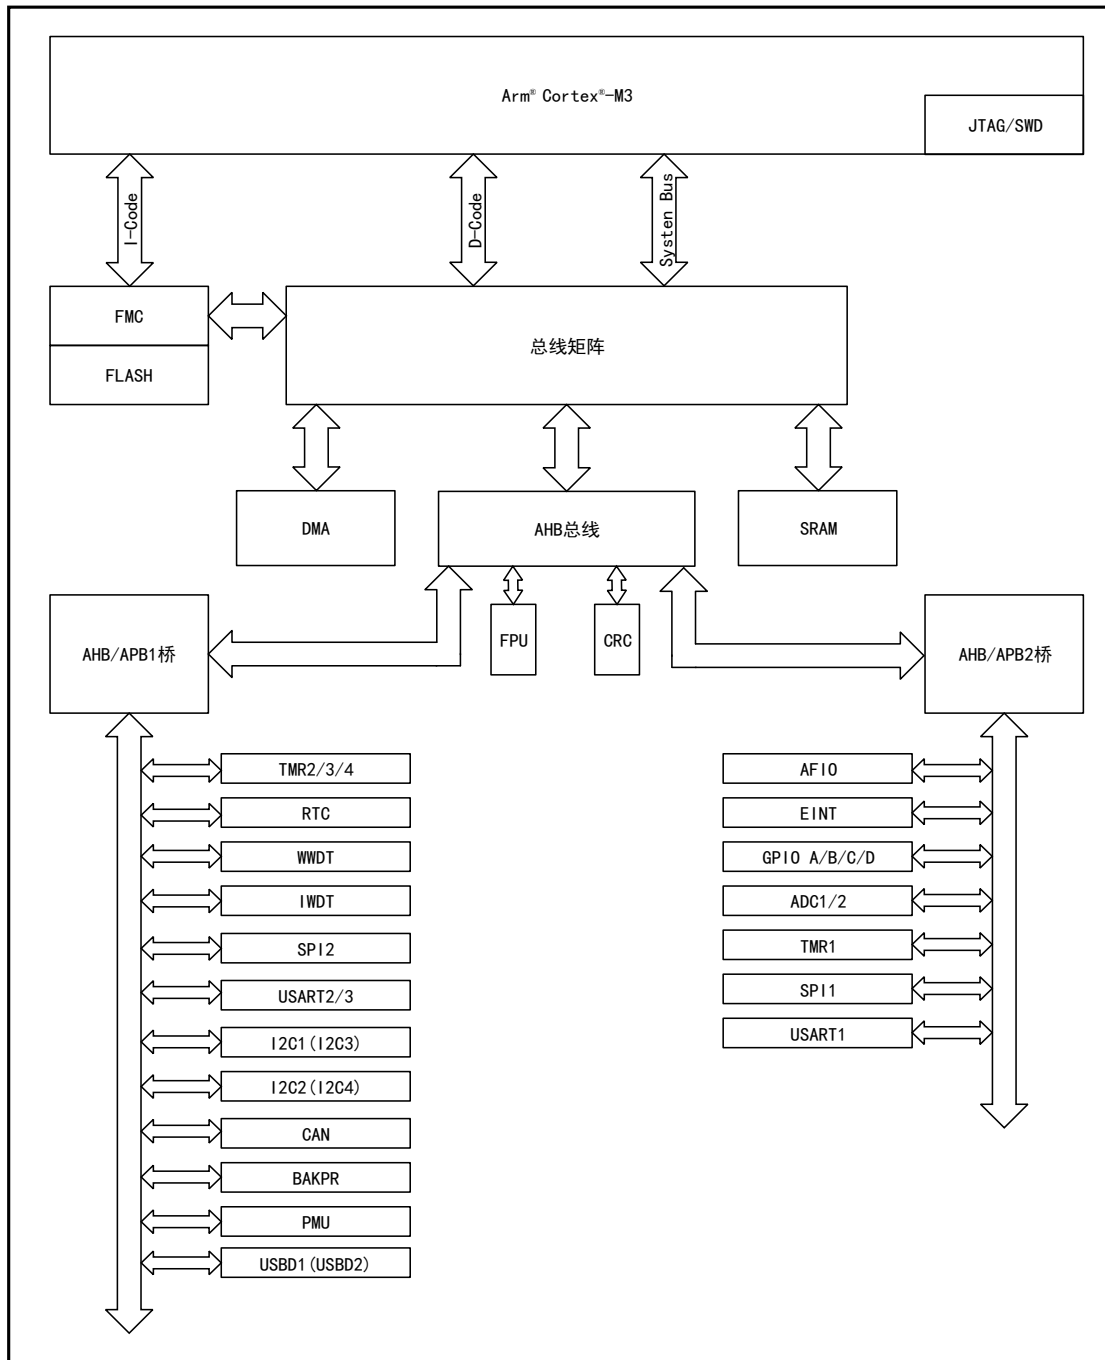 Arm® Cortex®-M3
JTAG/SWD
I-Code
D-Code
Systen Bus
FMC
FLASH
总线矩阵
DMA
AHB总线
SRAM
FPU
CRC
AHB/APB1桥
AHB/APB2桥
TMR2/3/4
RTC
WWDT
IWDT
SPI2
USART2/3
I2C1(I2C3)
I2C2(I2C4)
CAN
BAKPR
PMU
USBD1(USBD2)
AFIO
EINT
GPIO A/B/C/D
ADC1/2
TMR1
SPI1
USART1